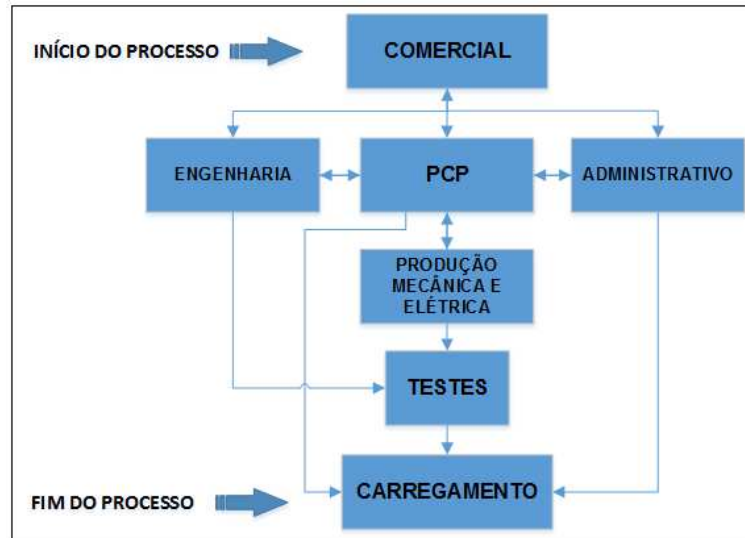 INÍCIO DO PROCESSO
COMERCIAL
ENGENHARIA
PCP
ADMINISTRATIVO
PRODUÇÃO
MECÂNICA E
ELÉTRICA
TESTES
FIM DO PROCESSO
CARREGAMENTO